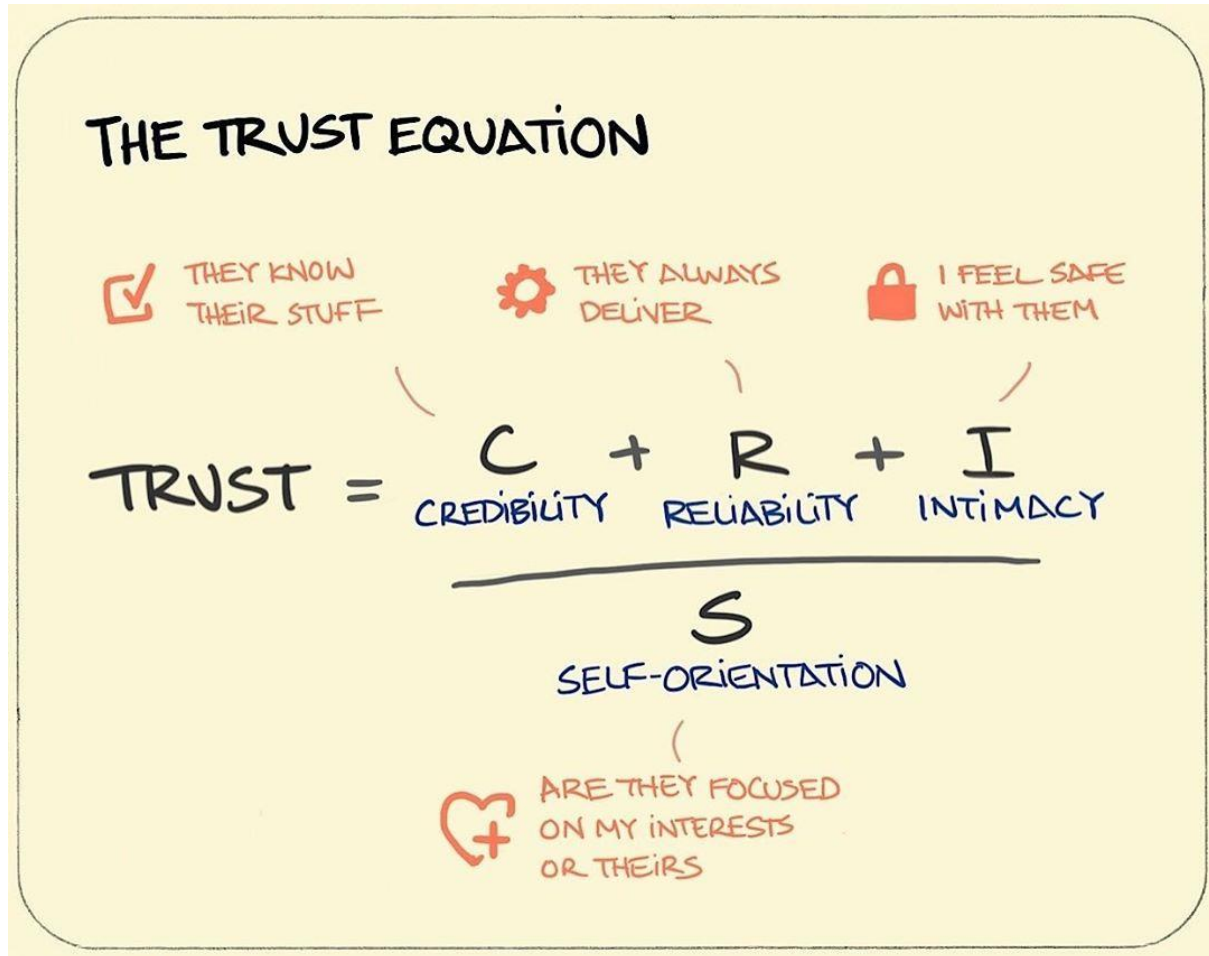 THE TRUST EQUATION
THEY KNOW
THEIR STUFF
THEY ALWAYS
DELIVER
I FEEL SAFE
WITH THEM
TRUST = C + R + I
CREDIBILITY RELIABILITY INTIMACY
S
SELF-ORIENTATION
ARE THEY FOCUSED
ON MY INTERESTS
OR THEIRS